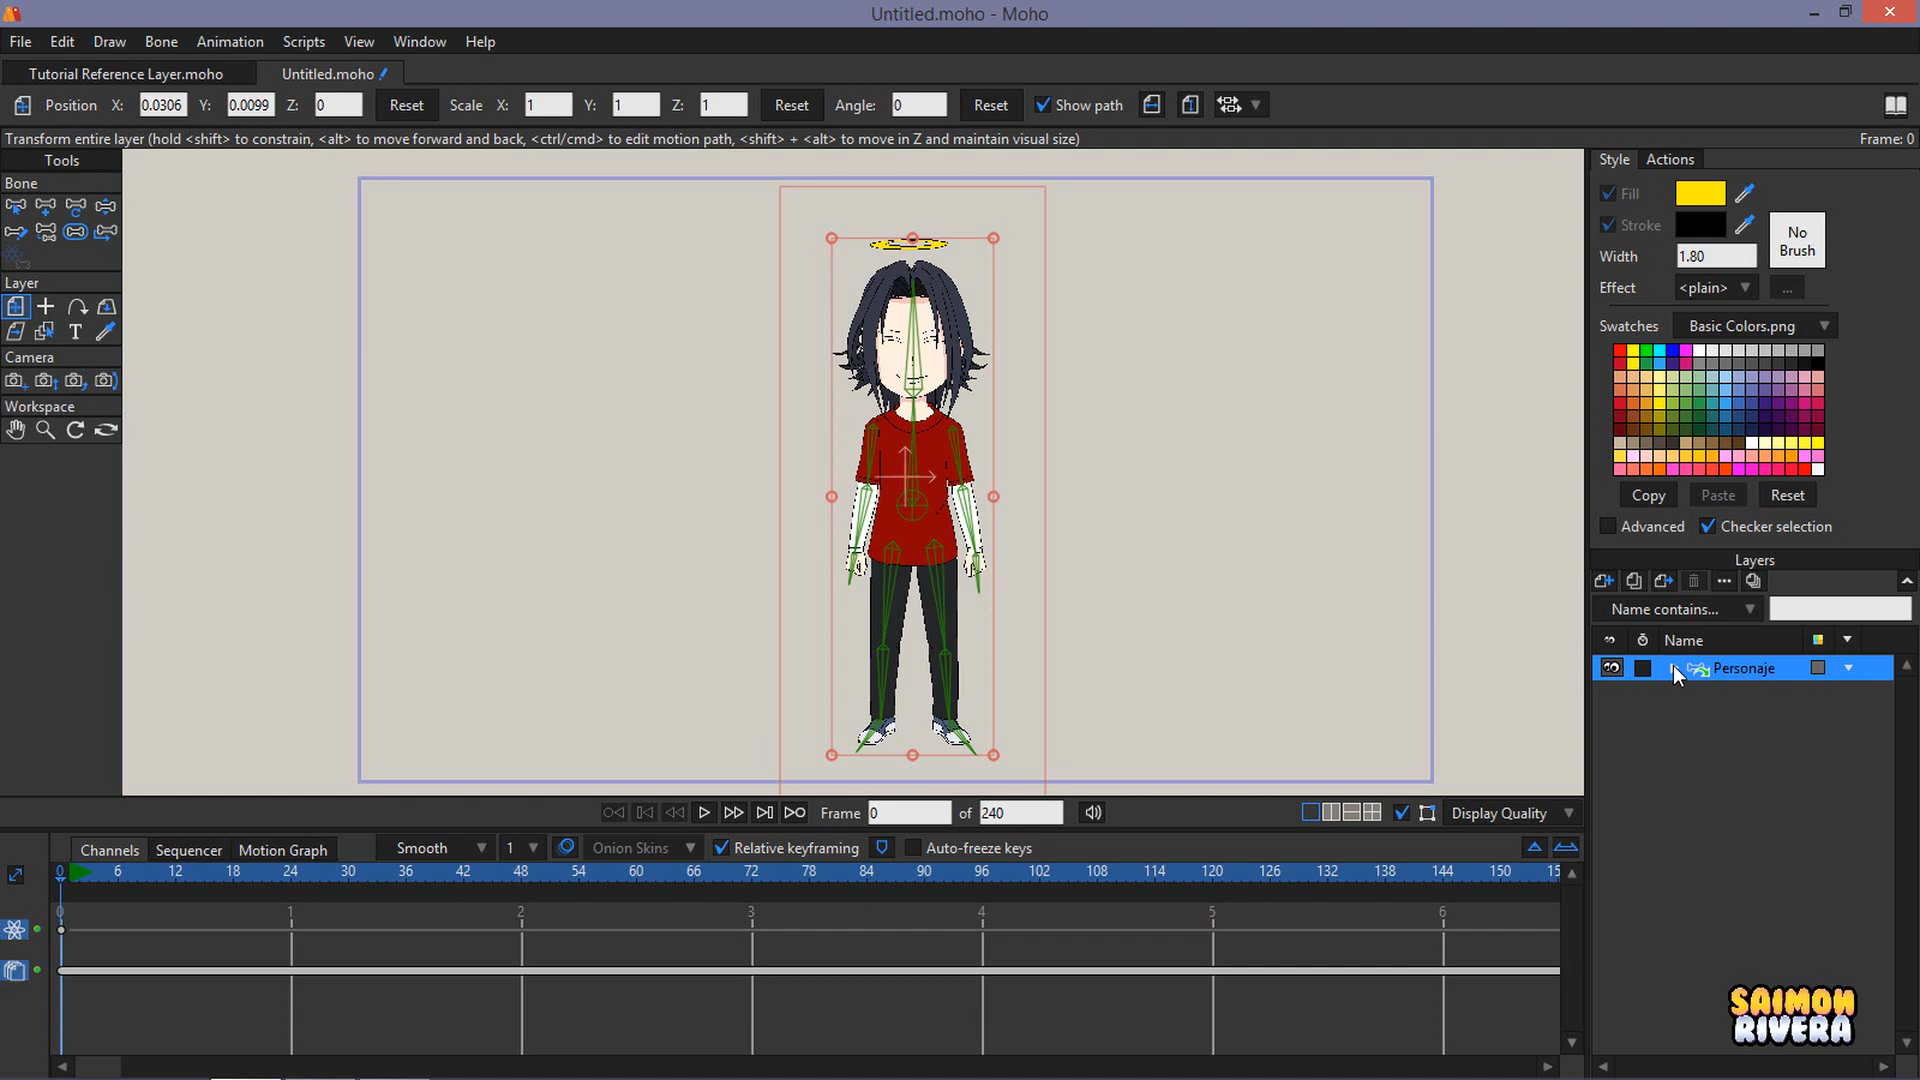 Untitled.moho - Moho
File Edit Draw Bone Animation Scripts View Window Help
Tutorial Reference Layer.moho Untitled.moho
Position X: 0.0306 Y: 0.0099 Z: 0 Reset Scale X: 1 Y: 1 Z: 1 Reset Angle: 0 Reset Show path
Transform entire layer (hold <shift> to constrain, <alt> to move forward and back, <ctrl/cmd> to edit motion path, <shift> + <alt> to move in Z and maintain visual size) Frame: 0
Tools
Bone
Layer
Camera
Workspace
Style Actions
Fill
Stroke
No Brush
Width 1.80
Effect <plain> ...
Swatches Basic Colors.png
Copy Paste Reset
Advanced Checker selection
Layers
Name contains...
Name
Personaje
Frame 0 of 240 Display Quality
Channels Sequencer Motion Graph Smooth 1 Onion Skins Relative keyframing Auto-freeze keys
0 6 12 18 24 30 36 42 48 54 60 66 72 78 84 90 96 102 108 114 120 126 132 138 144 150 15
0 1 2 3 4 5 6
SAIMON
RIVERA